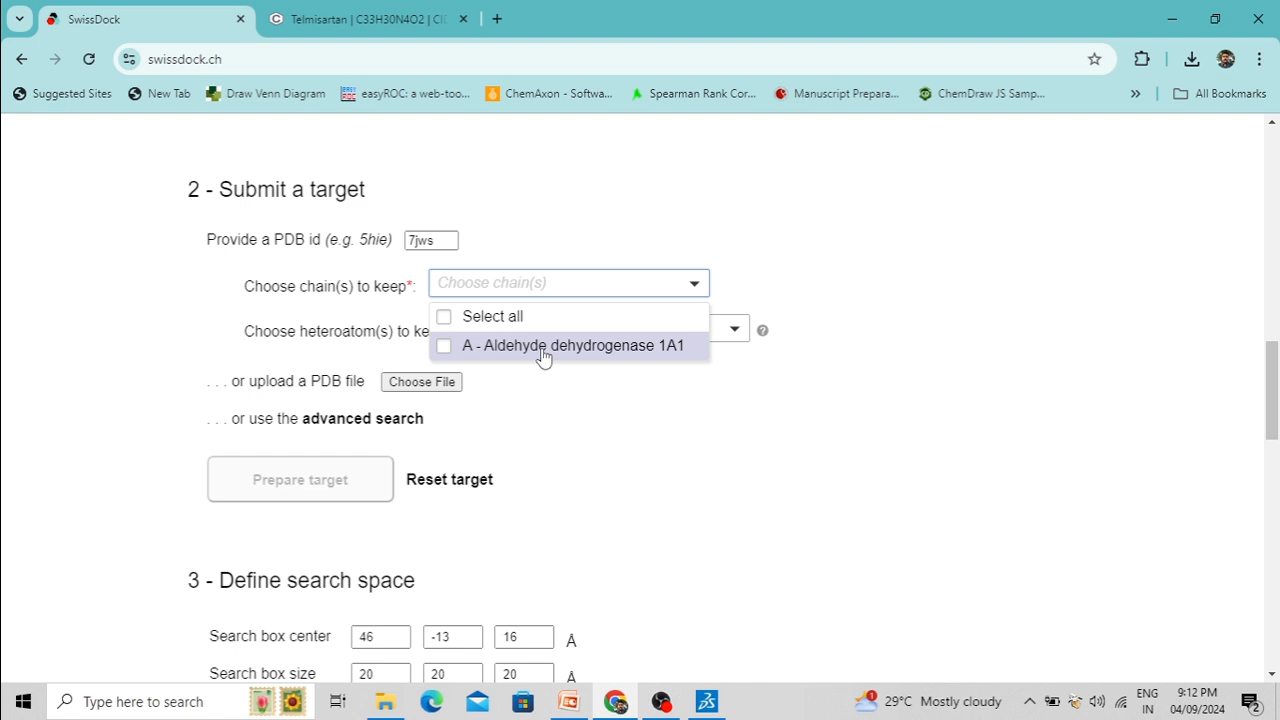 SwissDock
Telmisartan | C33H30N4O2 | CI
swissdock.ch
Suggested Sites
New Tab
Draw Venn Diagram
easyROC: a web-too...
ChemAxon - Softwa...
Spearman Rank Cor...
Manuscript Prepara...
ChemDraw JS Samp...
»
All Bookmarks
2 - Submit a target
Provide a PDB id (e.g. 5hie) 7jws
Choose chain(s) to keep*: Choose chain(s)
Select all
Choose heteroatom(s) to ke
A - Aldehyde dehydrogenase 1A1
. . . or upload a PDB file Choose File
. . . or use the advanced search
Prepare target Reset target
3 - Define search space
Search box center 46 -13 16 Å
Search box size 20 20 20 Å
Type here to search
29°C Mostly cloudy
ENG
IN
9:12 PM
04/09/2024